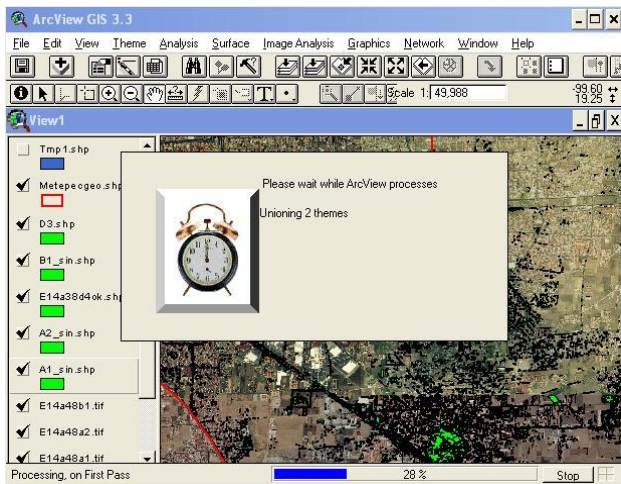 ArcView GIS 3.3
File Edit View Theme Analysis Surface Image Analysis Graphics Network Window Help
Scale 1: 49,988
-99.60
19.25
View1
Tmp1.shp
Metepecgeo.shp
D3.shp
B1_sin.shp
E14a38d4ok.shp
A2_sin.shp
A1_sin.shp
E14a48b1.tif
E14a48a2.tif
E14a48a1.tif
Please wait while ArcView processes
Unioning 2 themes
Processing, on First Pass
28 %
Stop